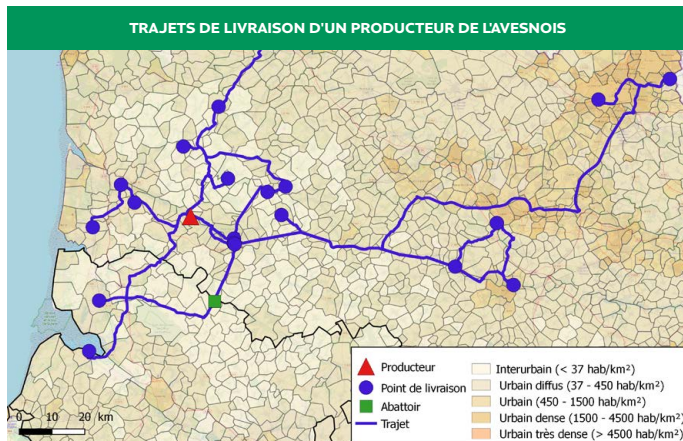 TRAJETS DE LIVRAISON D'UN PRODUCTEUR DE L'AVESNOIS
Producteur
Point de livraison
Abattoir
Trajet
Interurbain (< 37 hab/km²)
Urbain diffus (37 - 450 hab/km²)
Urbain (450 - 1500 hab/km²)
Urbain dense (1500 - 4500 hab/km²)
Urbain très dense (> 4500 hab/km²)
0 10 20 km